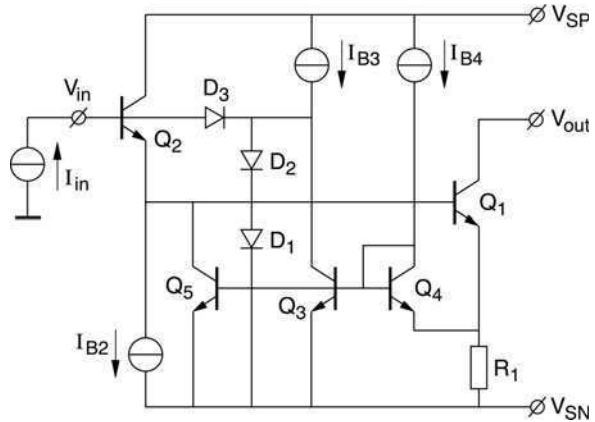 V_SP
I_B3
I_B4
V_in
D_3
V_out
Q_2
D_2
I_in
Q_1
D_1
Q_5
Q_3
Q_4
I_B2
R_1
V_SN